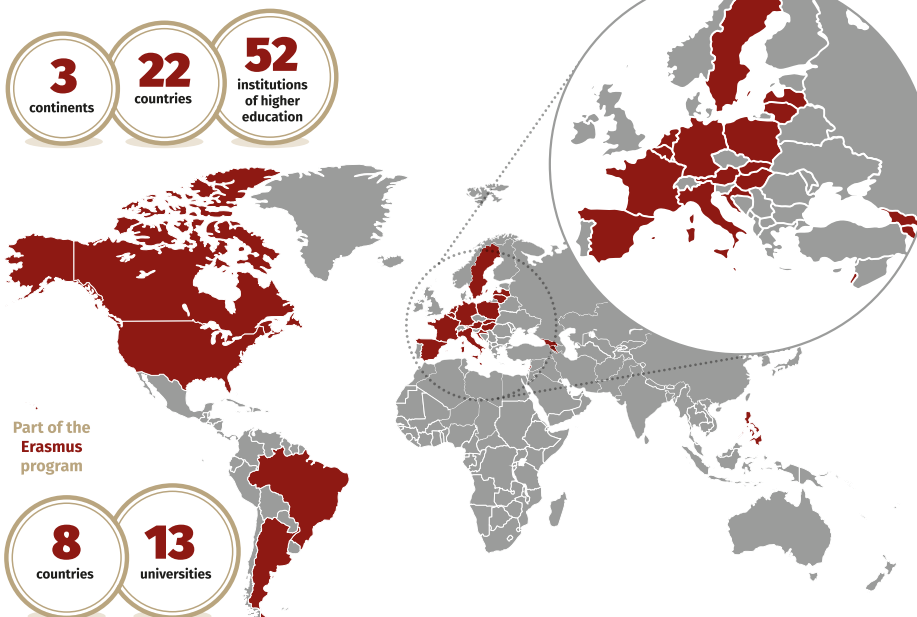 3
continents
22
countries
52
institutions
of higher
education
Part of the
Erasmus
program
8
countries
13
universities